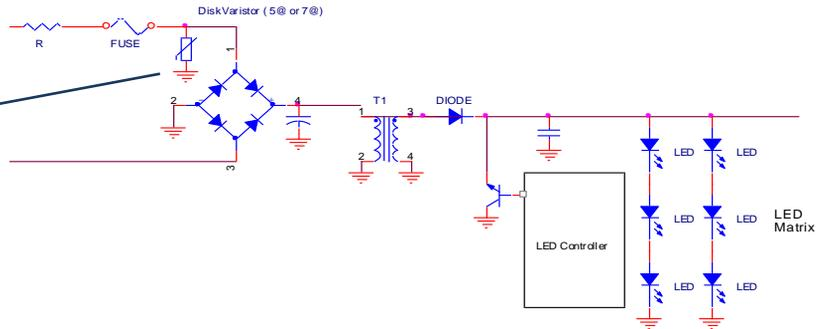 DiskVaristor ( 5@ or 7@)
R
FUSE
1
2
4
3
T1
1
3
2
4
DIODE
LED
LED
LED
LED
LED
LED
LED Controller
LED
Matrix